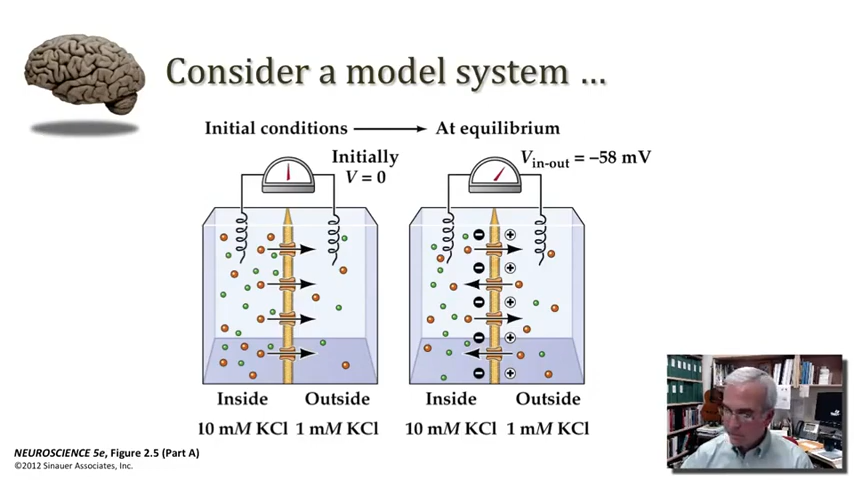 Consider a model system ...
Initial conditions → At equilibrium
Initially
V = 0
Vin-out = –58 mV
Inside Outside
10 mM KCl 1 mM KCl
Inside Outside
10 mM KCl 1 mM KCl
NEUROSCIENCE 5e, Figure 2.5 (Part A)
©2012 Sinauer Associates, Inc.